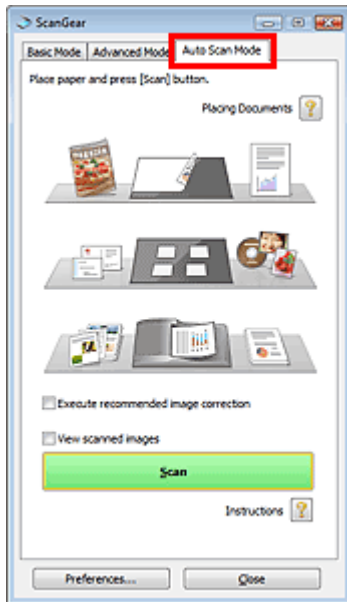 ScanGear
Basic Mode Advanced Mode Auto Scan Mode
Place paper and press [Scan] button.
Placing Documents
Execute recommended image correction
View scanned images
Scan
Instructions
Preferences... Close